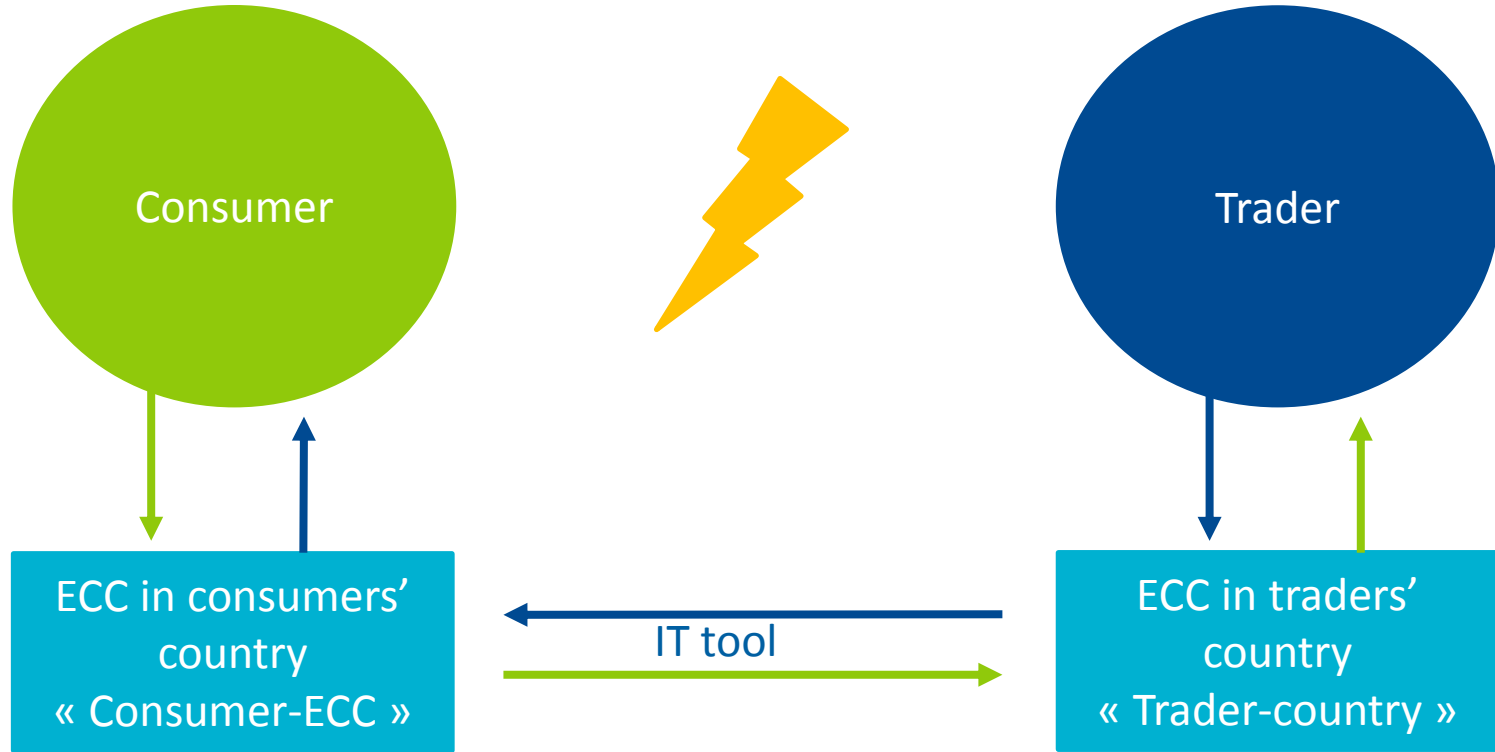 Consumer
Trader
ECC in consumers’
country
« Consumer-ECC »
IT tool
ECC in traders’
country
« Trader-country »